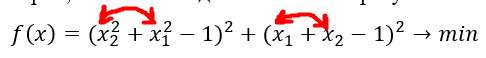 f(x) = (x₂² + x₁² − 1)² + (x₁ + x₂ − 1)² → min